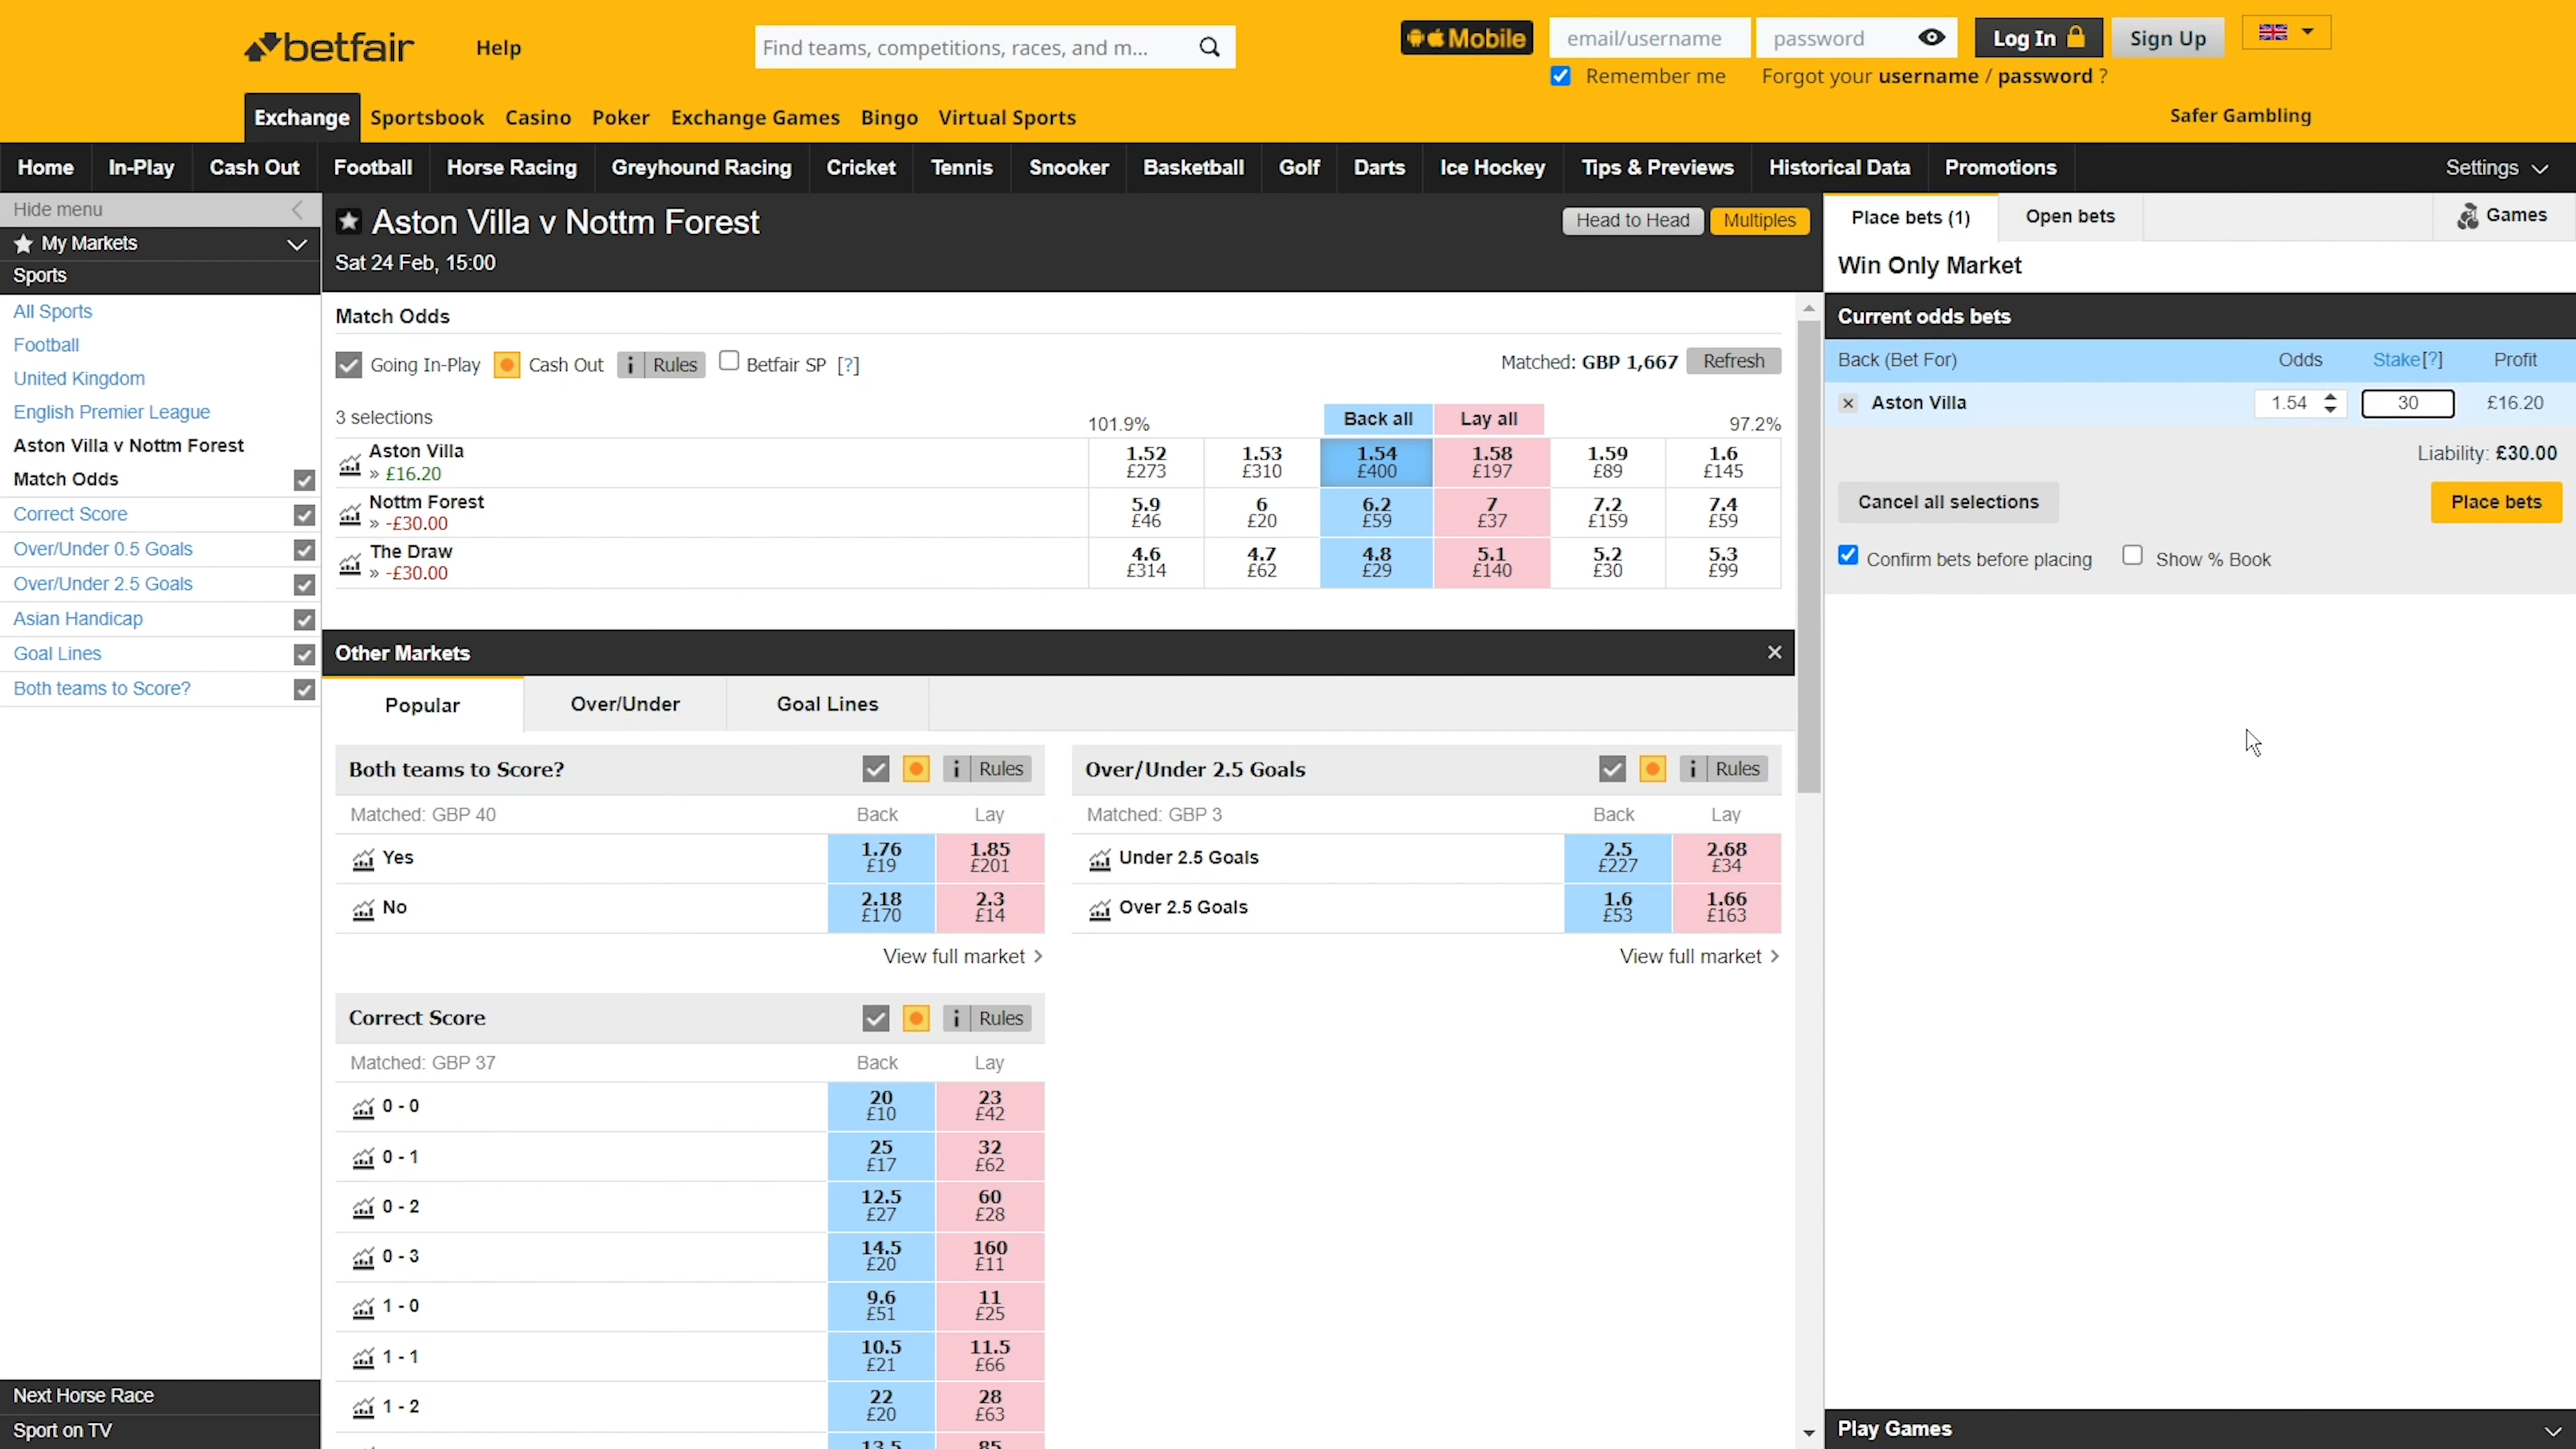 betfair
Help
Find teams, competitions, races, and m...
Mobile
email/username
password
Log In
Sign Up
Remember me
Forgot your username / password ?
Exchange Sportsbook Casino Poker Exchange Games Bingo Virtual Sports
Safer Gambling
Home In-Play Cash Out Football Horse Racing Greyhound Racing Cricket Tennis Snooker Basketball Golf Darts Ice Hockey Tips & Previews Historical Data Promotions Settings
Hide menu
My Markets
Sports
All Sports
Football
United Kingdom
English Premier League
Aston Villa v Nottm Forest
Match Odds
Correct Score
Over/Under 0.5 Goals
Over/Under 2.5 Goals
Asian Handicap
Goal Lines
Both teams to Score?
Next Horse Race
Sport on TV
Aston Villa v Nottm Forest
Head to Head
Multiples
Sat 24 Feb, 15:00
Match Odds
Going In-Play Cash Out i Rules Betfair SP [?]
Matched: GBP 1,667 Refresh
3 selections 101.9% Back all Lay all 97.2%
Aston Villa 1.52 1.53 1.54 1.58 1.59 1.6
» £16.20 £273 £310 £400 £197 £89 £145
Nottm Forest 5.9 6 6.2 7 7.2 7.4
» -£30.00 £46 £20 £59 £37 £159 £59
The Draw 4.6 4.7 4.8 5.1 5.2 5.3
» -£30.00 £314 £62 £29 £140 £30 £99
Other Markets
Popular Over/Under Goal Lines
Both teams to Score? i Rules
Matched: GBP 40 Back Lay
Yes 1.76 1.85
£19 £201
No 2.18 2.3
£170 £14
View full market
Over/Under 2.5 Goals i Rules
Matched: GBP 3 Back Lay
Under 2.5 Goals 2.5 2.68
£227 £34
Over 2.5 Goals 1.6 1.66
£53 £163
View full market
Correct Score i Rules
Matched: GBP 37 Back Lay
0 - 0 20 23
£10 £42
0 - 1 25 32
£17 £62
0 - 2 12.5 60
£27 £28
0 - 3 14.5 160
£20 £11
1 - 0 9.6 11
£51 £25
1 - 1 10.5 11.5
£21 £66
1 - 2 22 28
£20 £63
13.5 85
Place bets (1) Open bets Games
Win Only Market
Current odds bets
Back (Bet For) Odds Stake[?] Profit
Aston Villa 1.54 30 £16.20
Liability: £30.00
Cancel all selections
Place bets
Confirm bets before placing
Show % Book
Play Games